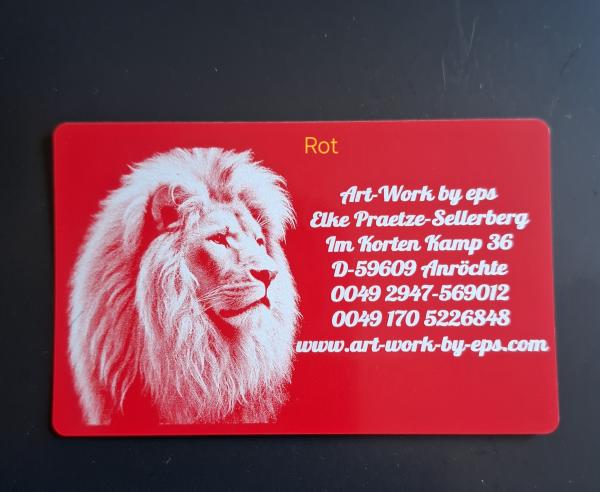 Rot
Art-Work by eps
Elke Praetze-Sellerberg
Im Korten Kamp 36
D-59609 Anröchte
0049 2947-569012
0049 170 5226848
www.art-work-by-eps.com